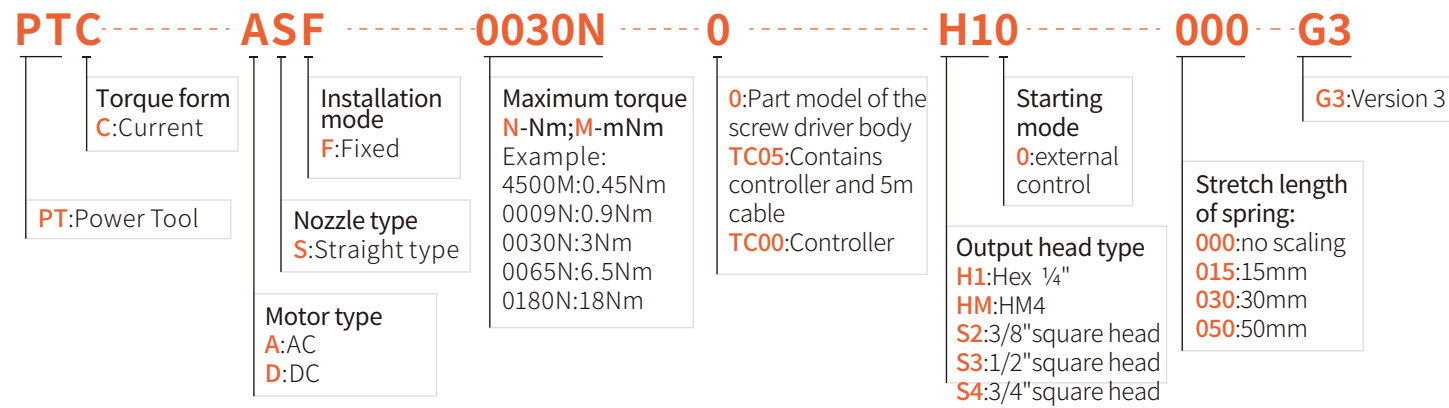 PTC ASF 0030N 0 H10 000 G3
Torque form
C:Current
PT:Power Tool
Installation
mode
F:Fixed
Nozzle type
S:Straight type
Motor type
A:AC
D:DC
Maximum torque
N-Nm;M-mNm
Example:
4500M:0.45Nm
0009N:0.9Nm
0030N:3Nm
0065N:6.5Nm
0180N:18Nm
0:Part model of the
screw driver body
TC05:Contains
controller and 5m
cable
TC00:Controller
Starting
mode
0:external
control
Output head type
H1:Hex ¼"
HM:HM4
S2:3/8"square head
S3:1/2"square head
S4:3/4"square head
Stretch length
of spring:
000:no scaling
015:15mm
030:30mm
050:50mm
G3:Version 3